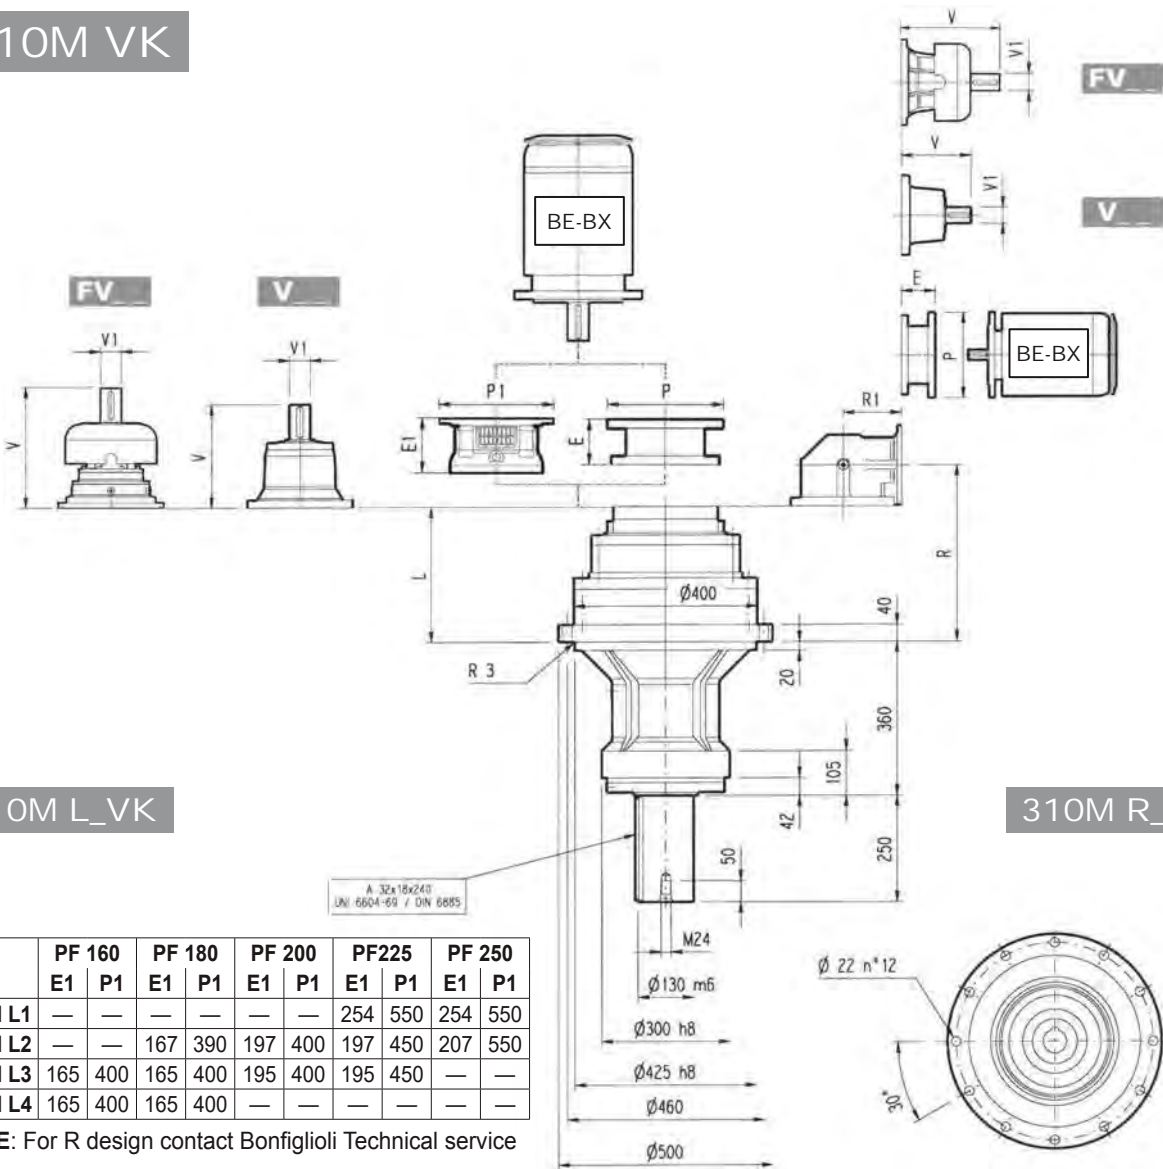 10M VK
V
V1
FV__
V
V1
V__
BE-BX
FV__
V__
V1
V1
E
P
BE-BX
P1
P
R1
V
V
E1
E
L
R
Ø400
40
R 3
20
360
105
0M L_VK
310M R_
42
250
50
A 32x18x240
UNI 6604-69 / DIN 6885
M24
Ø 22 n° 12
Ø130 m6
Ø300 h8
Ø425 h8
Ø460
Ø500
30°
PF 160 PF 180 PF 200 PF225 PF 250
E1 P1 E1 P1 E1 P1 E1 P1 E1 P1
L1 — — — — — — 254 550 254 550
L2 — — 167 390 197 400 197 450 207 550
L3 165 400 165 400 195 400 195 450 — —
L4 165 400 165 400 — — — — — —
E: For R design contact Bonfiglioli Technical service